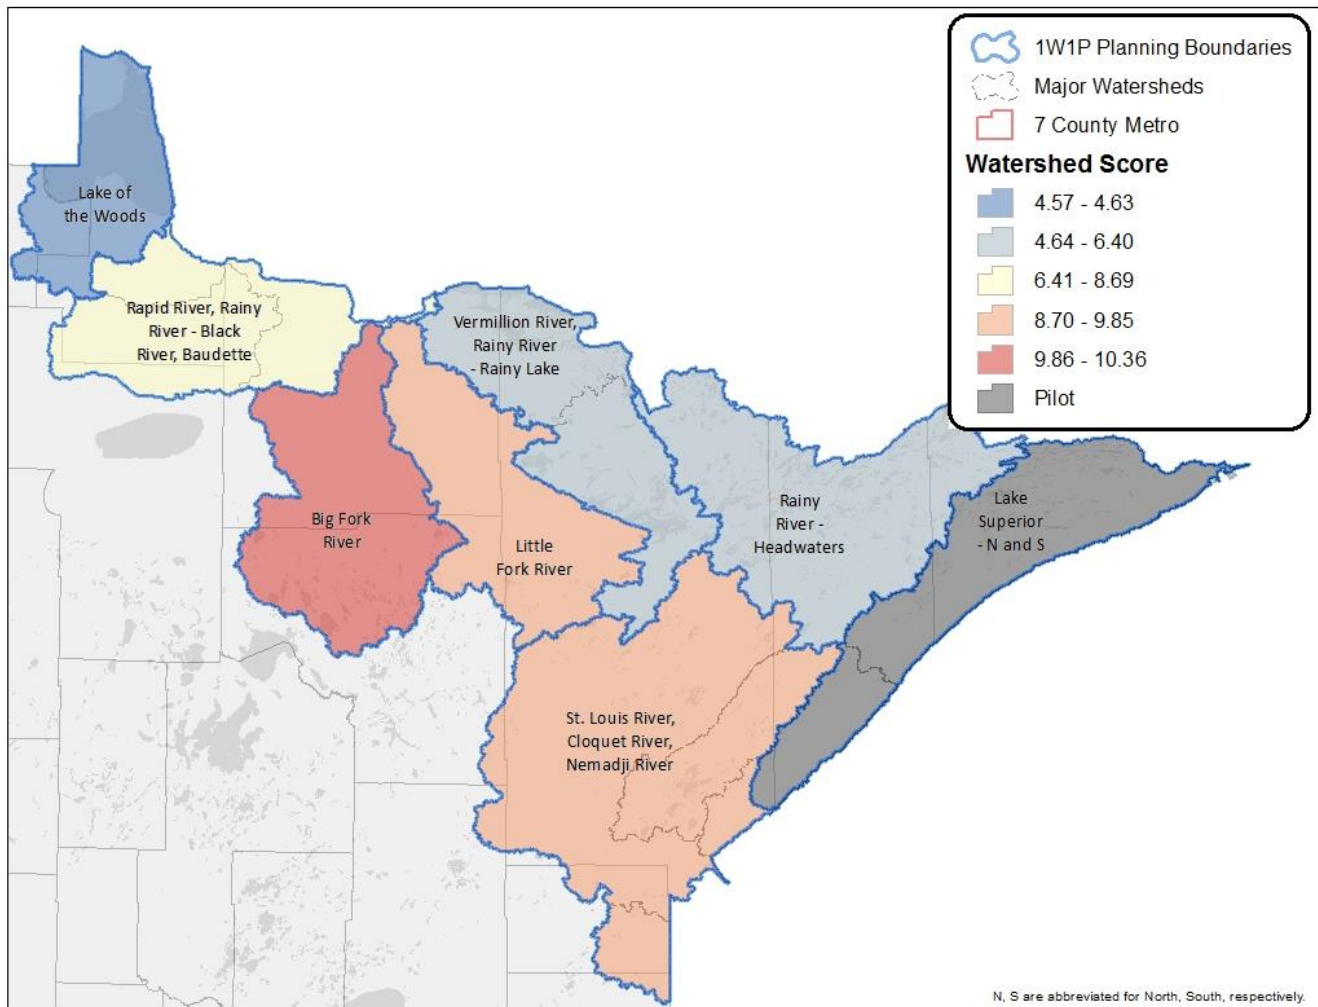 1W1P Planning Boundaries
Major Watersheds
7 County Metro
Watershed Score
4.57 - 4.63
4.64 - 6.40
6.41 - 8.69
8.70 - 9.85
9.86 - 10.36
Pilot
Lake of
the Woods
Rapid River, Rainy
River - Black
River, Baudette
Vermillion River,
Rainy River
- Rainy Lake
Big Fork
River
Little
Fork River
Rainy
River -
Headwaters
Lake
Superior
- N and S
St. Louis River,
Cloquet River,
Nemadji River
N, S are abbreviated for North, South, respectively.